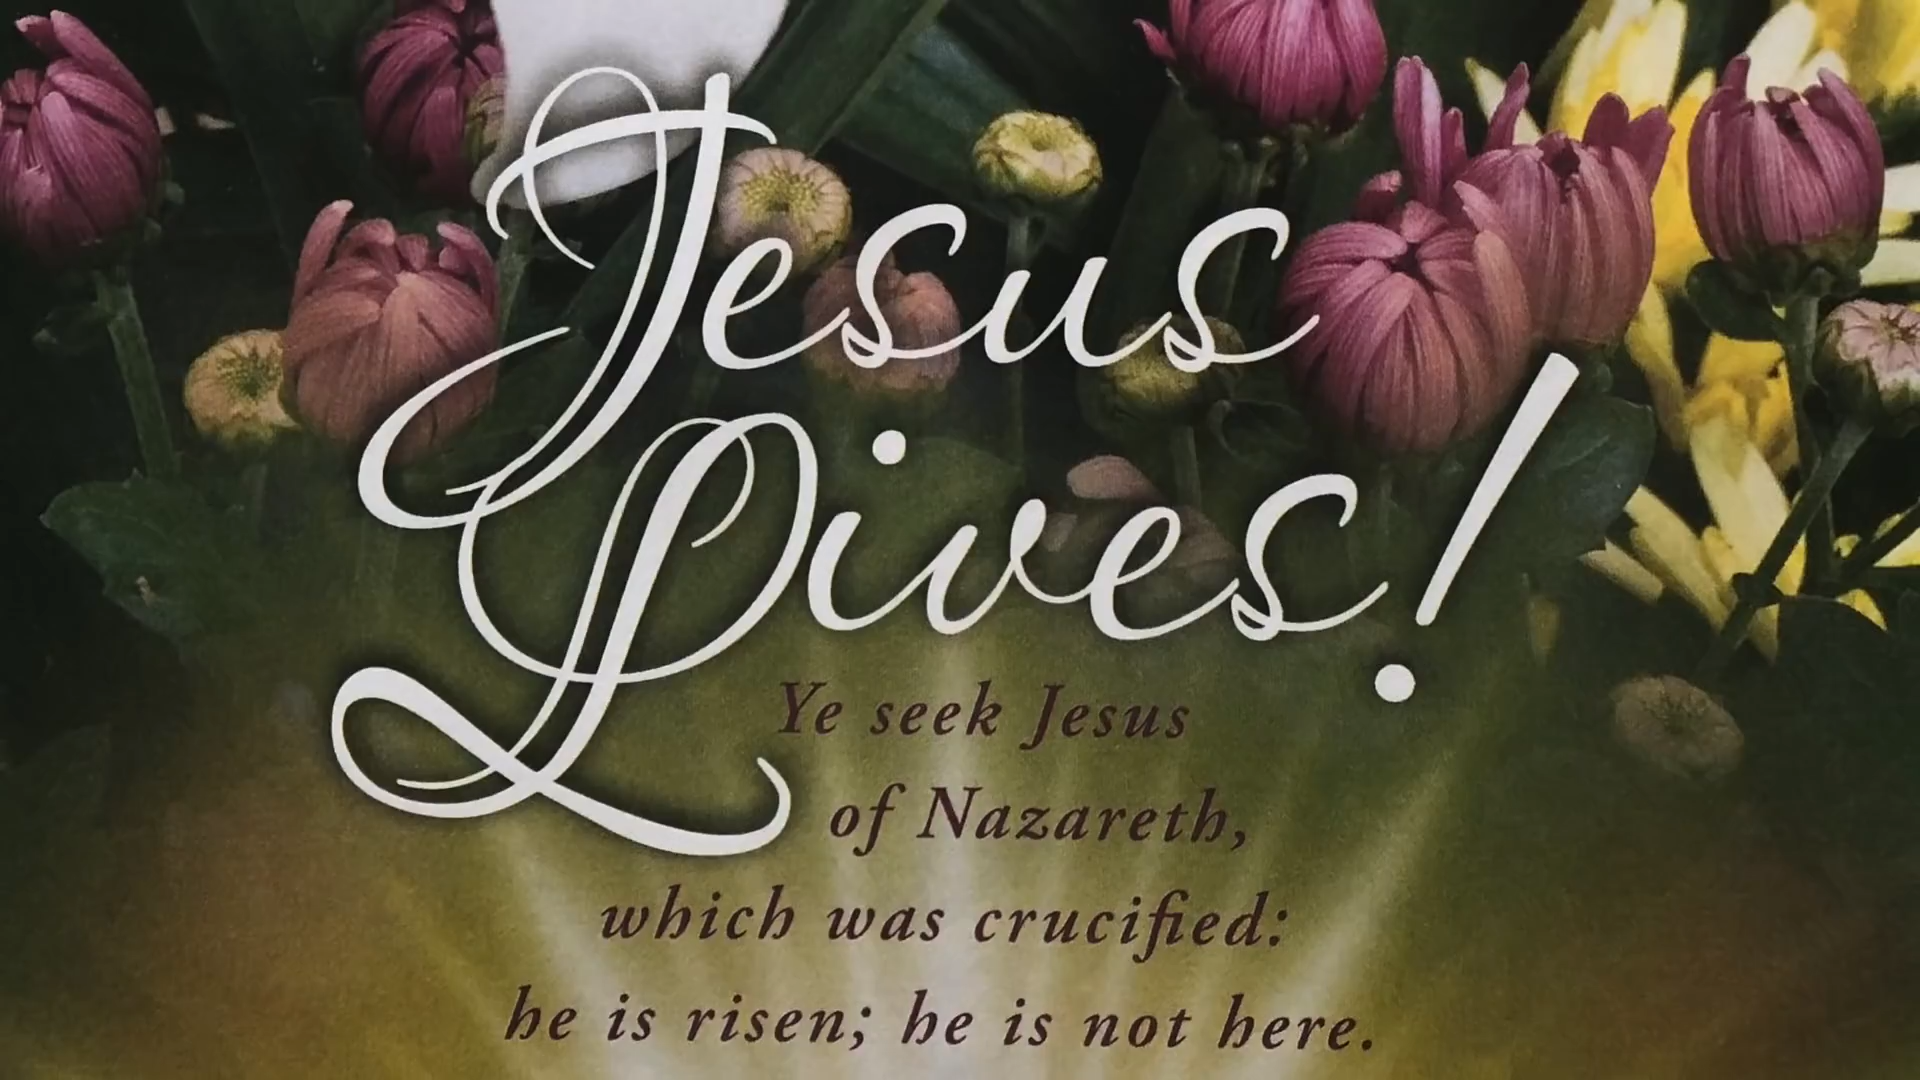 Jesus
Lives!
Ye seek Jesus
of Nazareth,
which was crucified:
he is risen; he is not here.